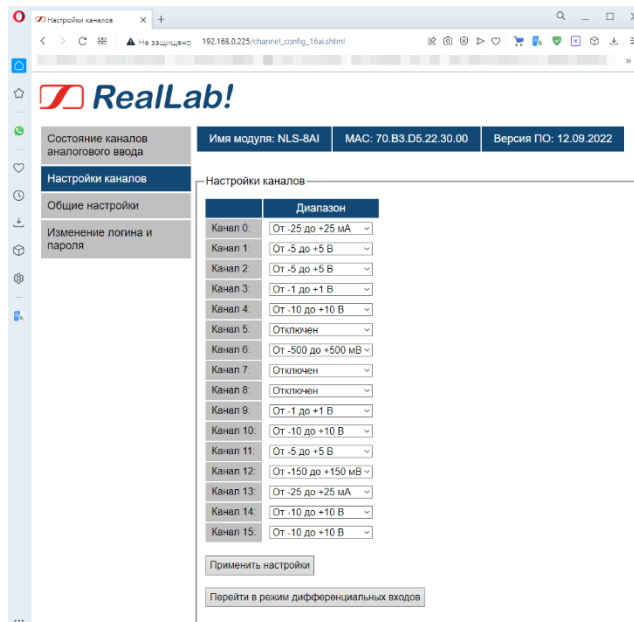 Настройки каналов
Не защищено 192.168.0.225/channel_config_16ai.shtml
RealLab!
Состояние каналов
аналогового ввода
Настройки каналов
Общие настройки
Изменение логина и
пароля
Имя модуля: NLS-8AI
MAC: 70.B3.D5.22.30.00
Версия ПО: 12.09.2022
Настройки каналов
Диапазон
Канал 0: От -25 до +25 мА
Канал 1: От -5 до +5 В
Канал 2: От -5 до +5 В
Канал 3: От -1 до +1 В
Канал 4: От -10 до +10 В
Канал 5: Отключен
Канал 6: От -500 до +500 мВ
Канал 7: Отключен
Канал 8: Отключен
Канал 9: От -1 до +1 В
Канал 10: От -10 до +10 В
Канал 11: От -5 до +5 В
Канал 12: От -150 до +150 мВ
Канал 13: От -25 до +25 мА
Канал 14: От -10 до +10 В
Канал 15: От -10 до +10 В
Применить настройки
Перейти в режим дифференциальных входов